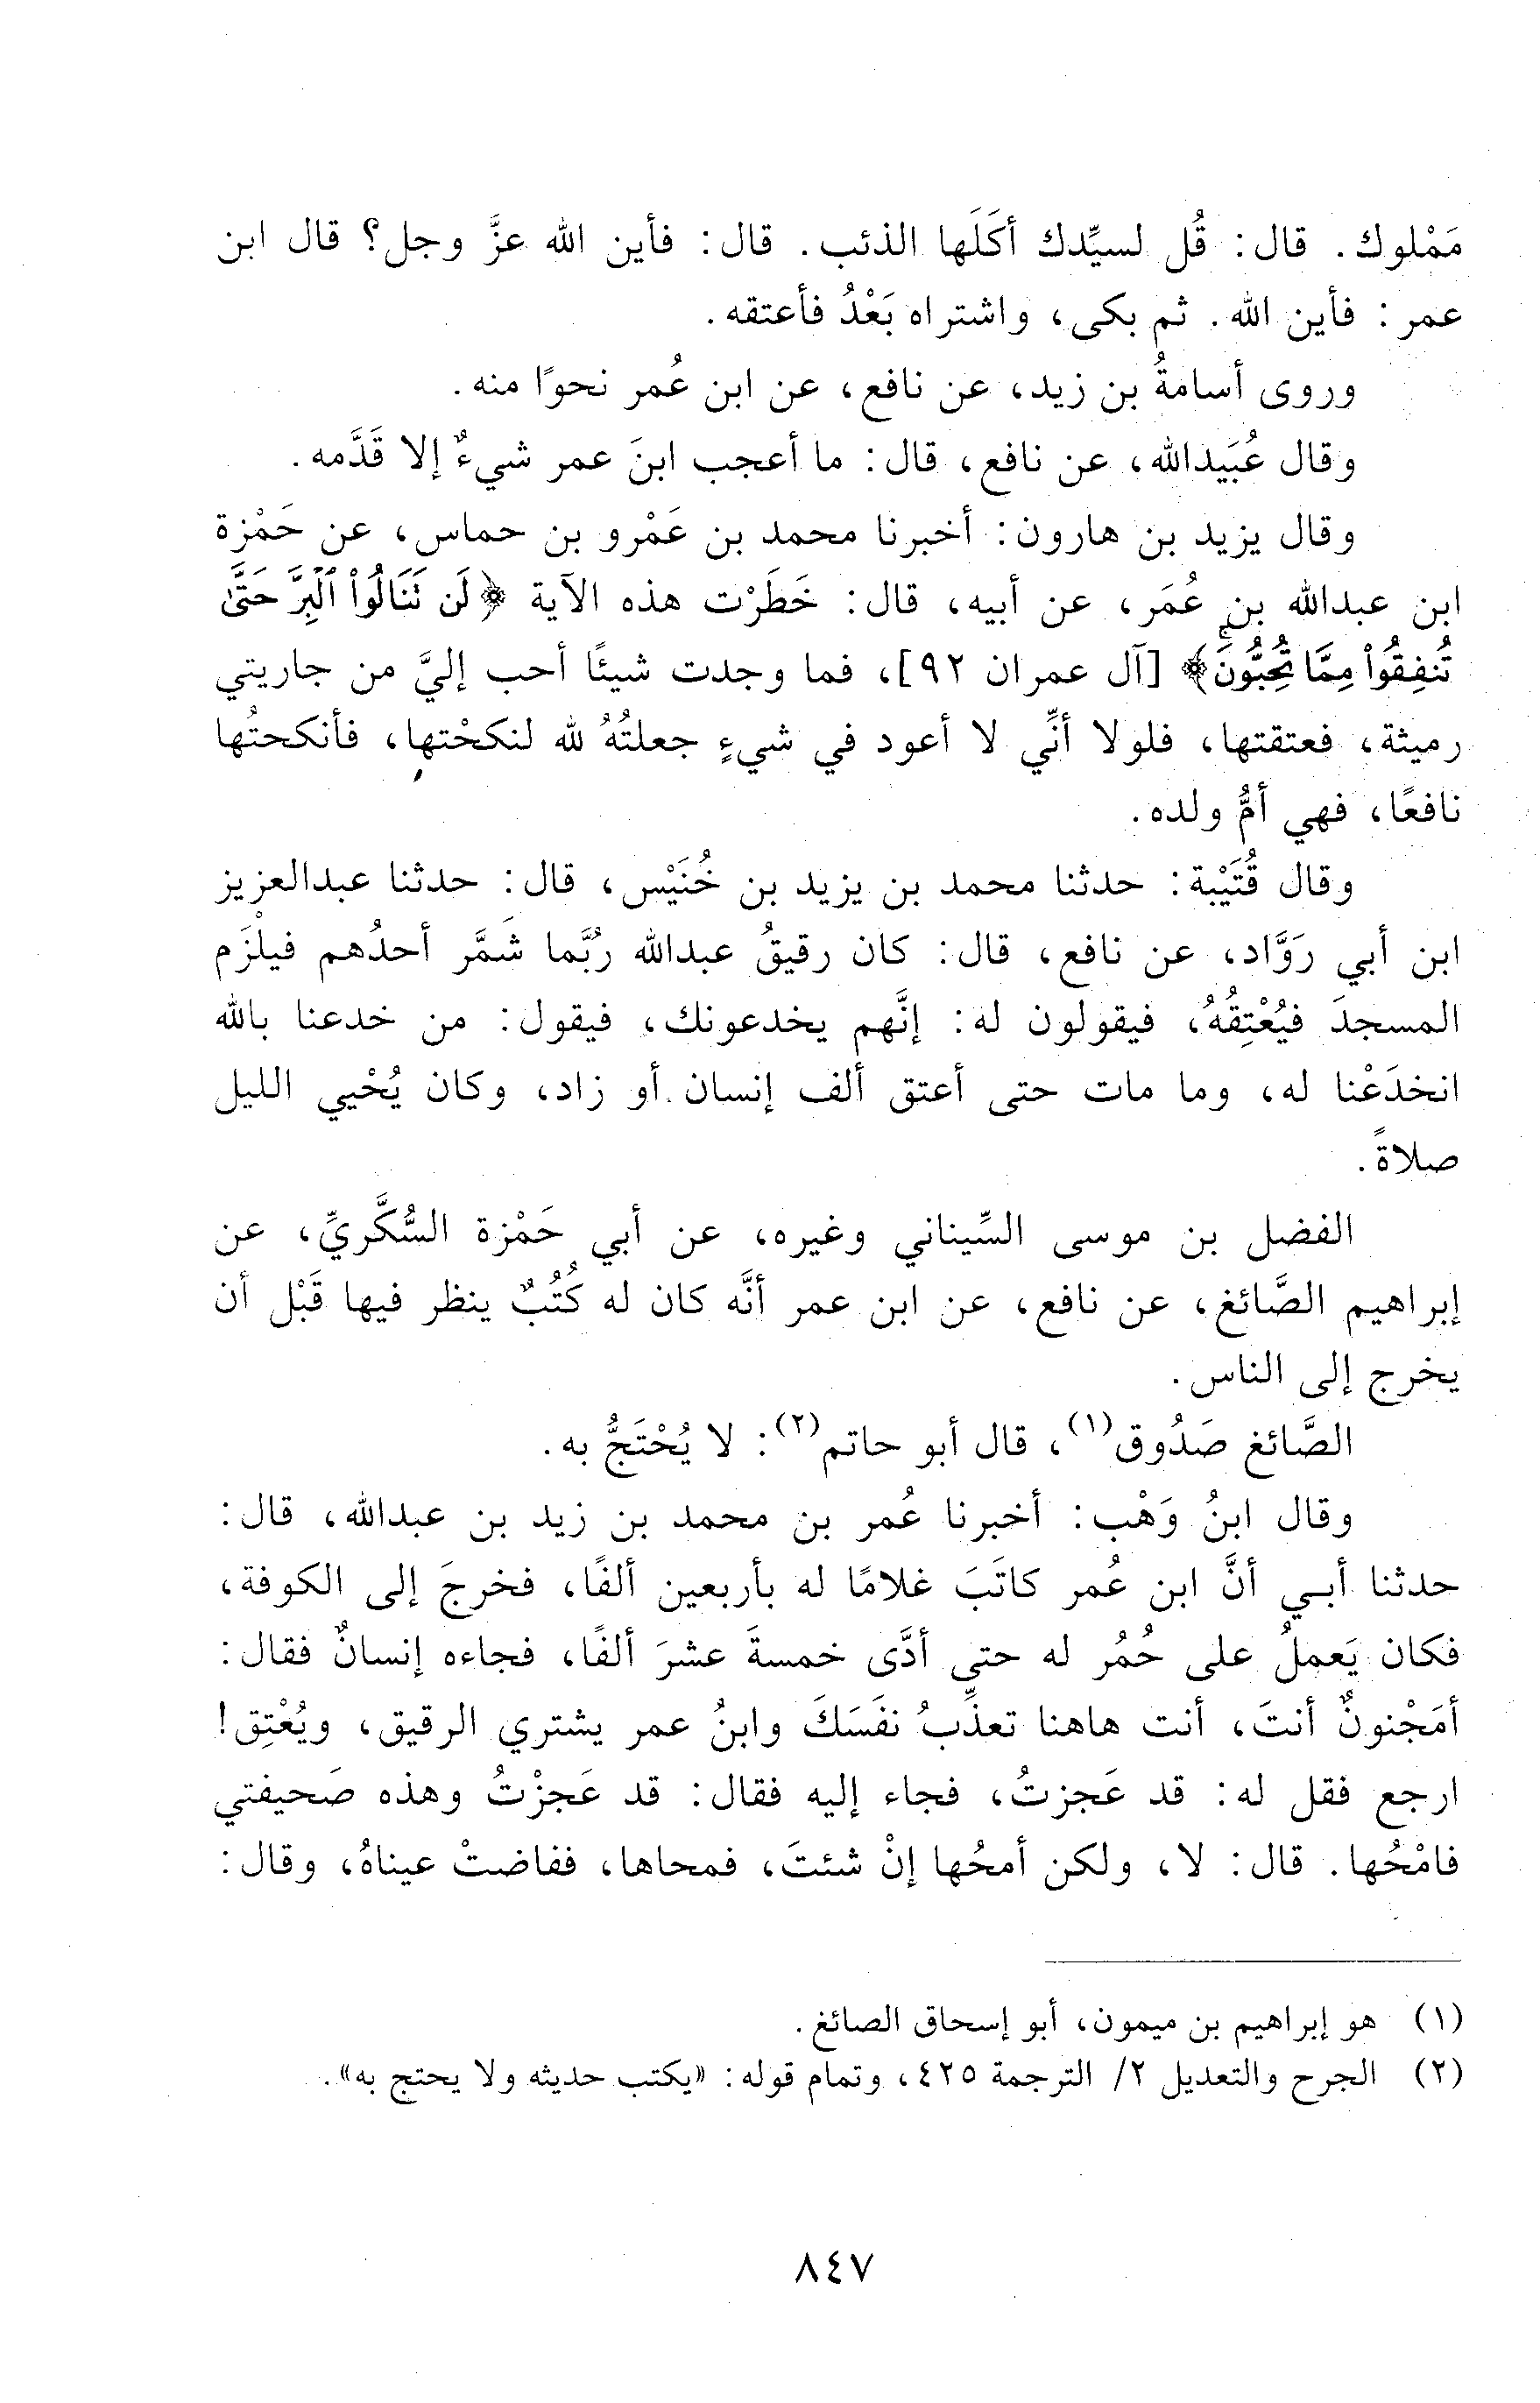 مَمْلوك. قال: قُل لسيِّدك أكَلَها الذئب. قال: فأين الله عزَّ وجل؟ قال ابن
عمر: فأين الله. ثم بكى، واشتراه بَعْدُ فأعتقه.
وروى أسامةُ بن زيد، عن نافع، عن ابن عُمر نحوًا منه.
وقال عُبَيدالله، عن نافع، قال: ما أعجب ابنَ عمر شيءٌ إلا قَدَّمه.
وقال يزيد بن هارون: أخبرنا محمد بن عَمْرو بن حماس، عن حَمْزة
ابن عبدالله بن عُمَر، عن أبيه، قال: خَطَرْت هذه الآية ﴿لَن تَنَالُوا۟ ٱلْبِرَّ حَتَّىٰ
تُنفِقُوا۟ مِمَّا تُحِبُّونَۚ﴾ [آل عمران ٩٢]، فما وجدت شيئًا أحب إليَّ من جاريتي
رميثة، فعتقتها، فلولا أنِّي لا أعود في شيءٍ جعلتُهُ لله لنكحْتها، فأنكحتُها
نافعًا، فهي أمُّ ولده.
وقال قُتَيْبة: حدثنا محمد بن يزيد بن خُنَيْس، قال: حدثنا عبدالعزيز
ابن أبي رَوَّاد، عن نافع، قال: كان رقيقُ عبدالله رُبَّما شَمَّر أحدُهم فيلْزَم
المسجدَ فيُعْتِقُهُ، فيقولون له: إنَّهم يخدعونك، فيقول: من خدعنا بالله
انخدَعْنا له، وما مات حتى أعتق ألف إنسان أو زاد، وكان يُحْيي الليل
صلاةً.
الفضل بن موسى السِّيناني وغيره، عن أبي حَمْزة السُّكَّريِّ، عن
إبراهيم الصَّائغ، عن نافع، عن ابن عمر أنَّه كان له كُتُبٌ ينظر فيها قَبْل أن
يخرج إلى الناس.
الصَّائغ صَدُوق(١)، قال أبو حاتم(٢): لا يُحْتَجُّ به.
وقال ابنُ وَهْب: أخبرنا عُمر بن محمد بن زيد بن عبدالله، قال:
حدثنا أبي أنَّ ابن عُمر كاتَبَ غلامًا له بأربعين ألفًا، فخرجَ إلى الكوفة،
فكان يَعملُ على حُمُر له حتى أدَّى خمسةَ عشرَ ألفًا، فجاءه إنسانٌ فقال:
أمَجْنونٌ أنتَ، أنت هاهنا تعذِّبُ نفَسَكَ وابنُ عمر يشتري الرقيق، ويُعْتِق!
ارجع فقل له: قد عَجزتُ، فجاء إليه فقال: قد عَجزْتُ وهذه صَحيفتي
فامْحُها. قال: لا، ولكن أمحُها إنْ شئتَ، فمحاها، ففاضتْ عيناهُ، وقال:
(١) هو إبراهيم بن ميمون، أبو إسحاق الصائغ.
(٢) الجرح والتعديل ٢/ الترجمة ٤٢٥، وتمام قوله: «يكتب حديثه ولا يحتج به».
٨٤٧